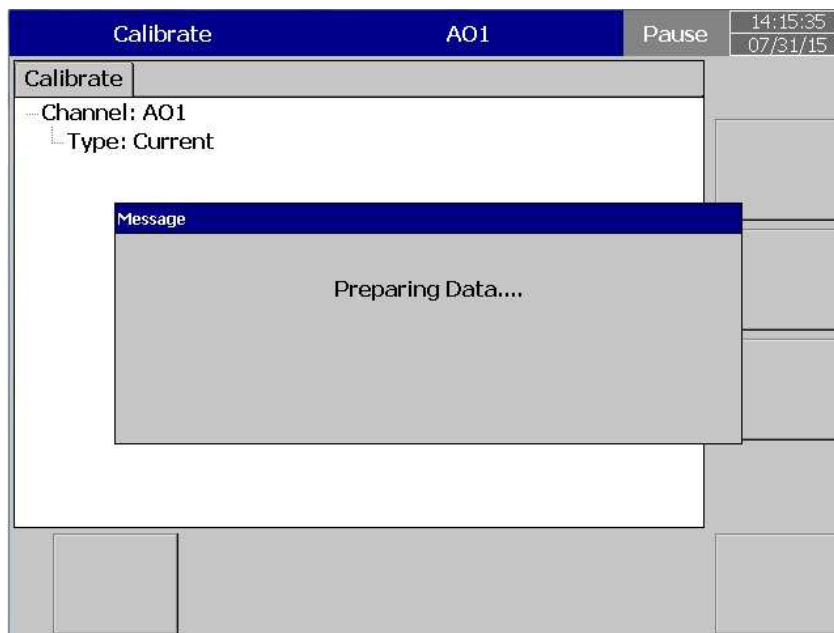 Calibrate AO1 Pause 14:15:35
07/31/15
Calibrate
Channel: AO1
Type: Current
Message
Preparing Data....